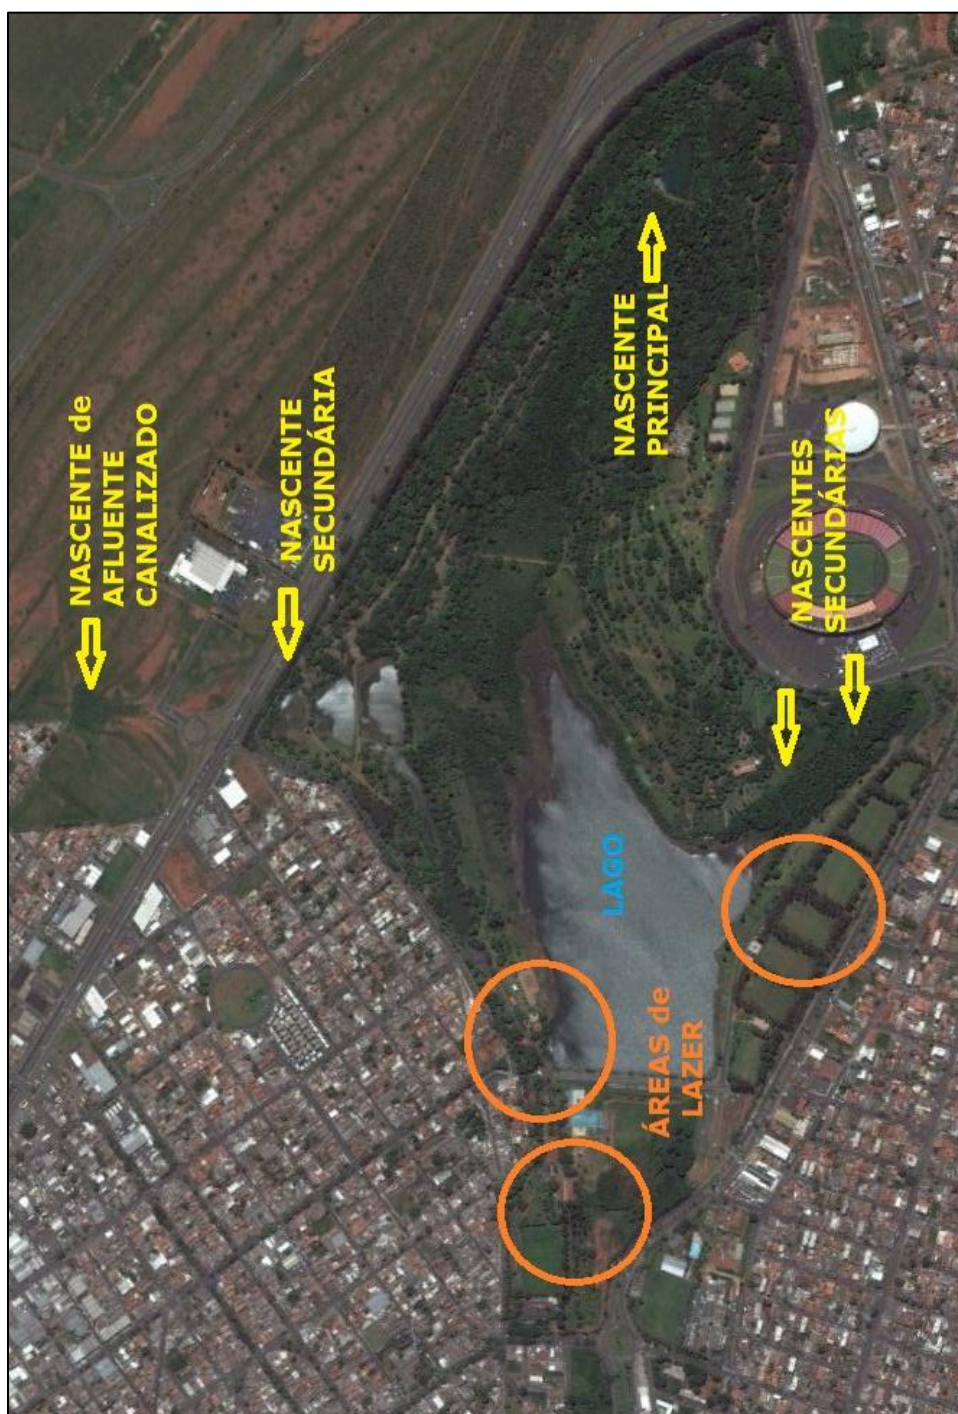 NASCENTE de
AFLUENTE
CANALIZADO
NASCENTE
SECUNDÁRIA
LAGO
NASCENTE
PRINCIPAL
ÁREAS de
LAZER
NASCENTES
SECUNDÁRIAS